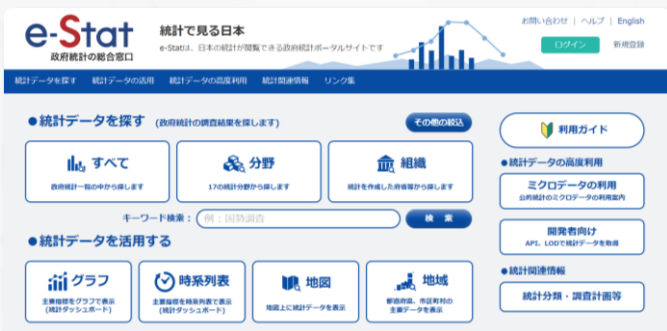 e-Stat
政府統計の総合窓口
統計で見る日本
e-Statは、日本の統計が閲覧できる政府統計ポータルサイトです
お問い合わせ | ヘルプ | English
ログイン
新規登録
統計データを探す 統計データの活用 統計データの高度利用 統計関連情報 リンク集
●統計データを探す (政府統計の調査結果を探します)
その他の絞込
すべて
政府統計一覧の中から探します
分野
17の統計分野から探します
組織
統計を作成した府省等から探します
キーワード検索：
例：国勢調査
検 索
●統計データを活用する
グラフ
主要指標をグラフで表示
(統計ダッシュボード)
時系列表
主要指標を時系列表で表示
(統計ダッシュボード)
地図
地図上に統計データを表示
地域
都道府県、市区町村の
主要データを表示
利用ガイド
●統計データの高度利用
ミクロデータの利用
公的統計のミクロデータの利用案内
開発者向け
API、LODで統計データを取得
●統計関連情報
統計分類・調査計画等